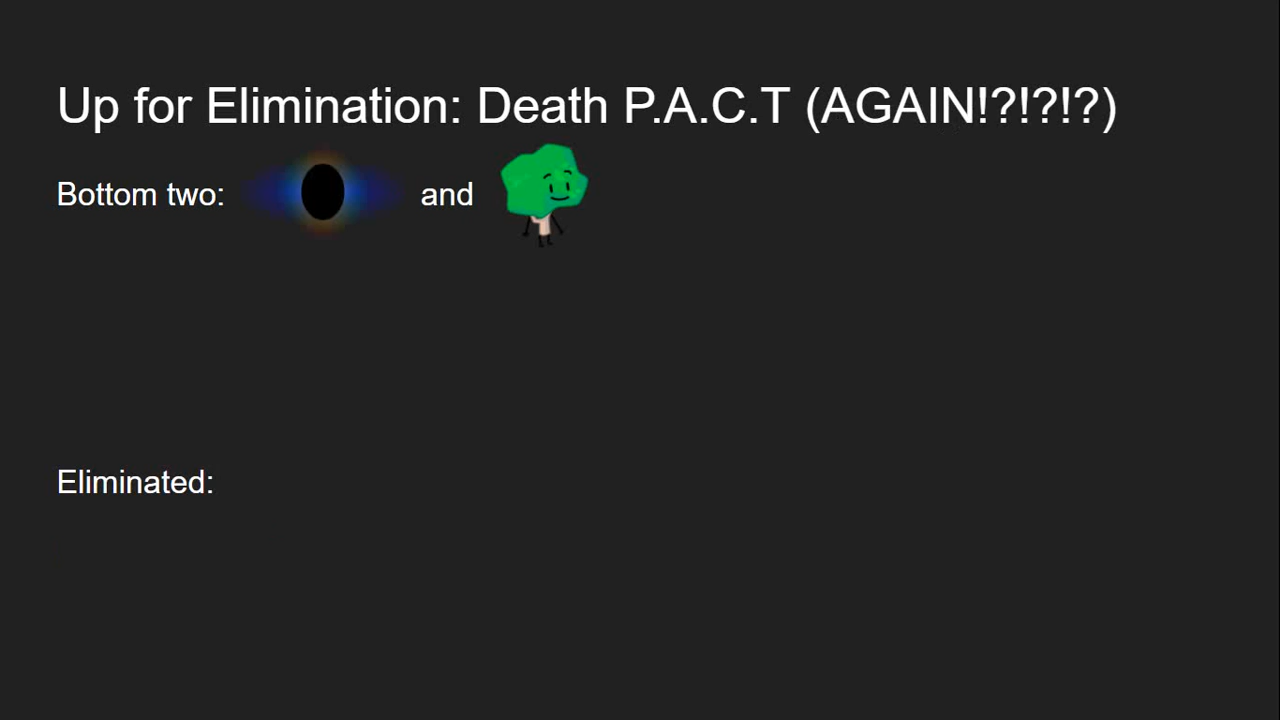 Up for Elimination: Death P.A.C.T (AGAIN!?!?!?)
Bottom two: and
Eliminated: